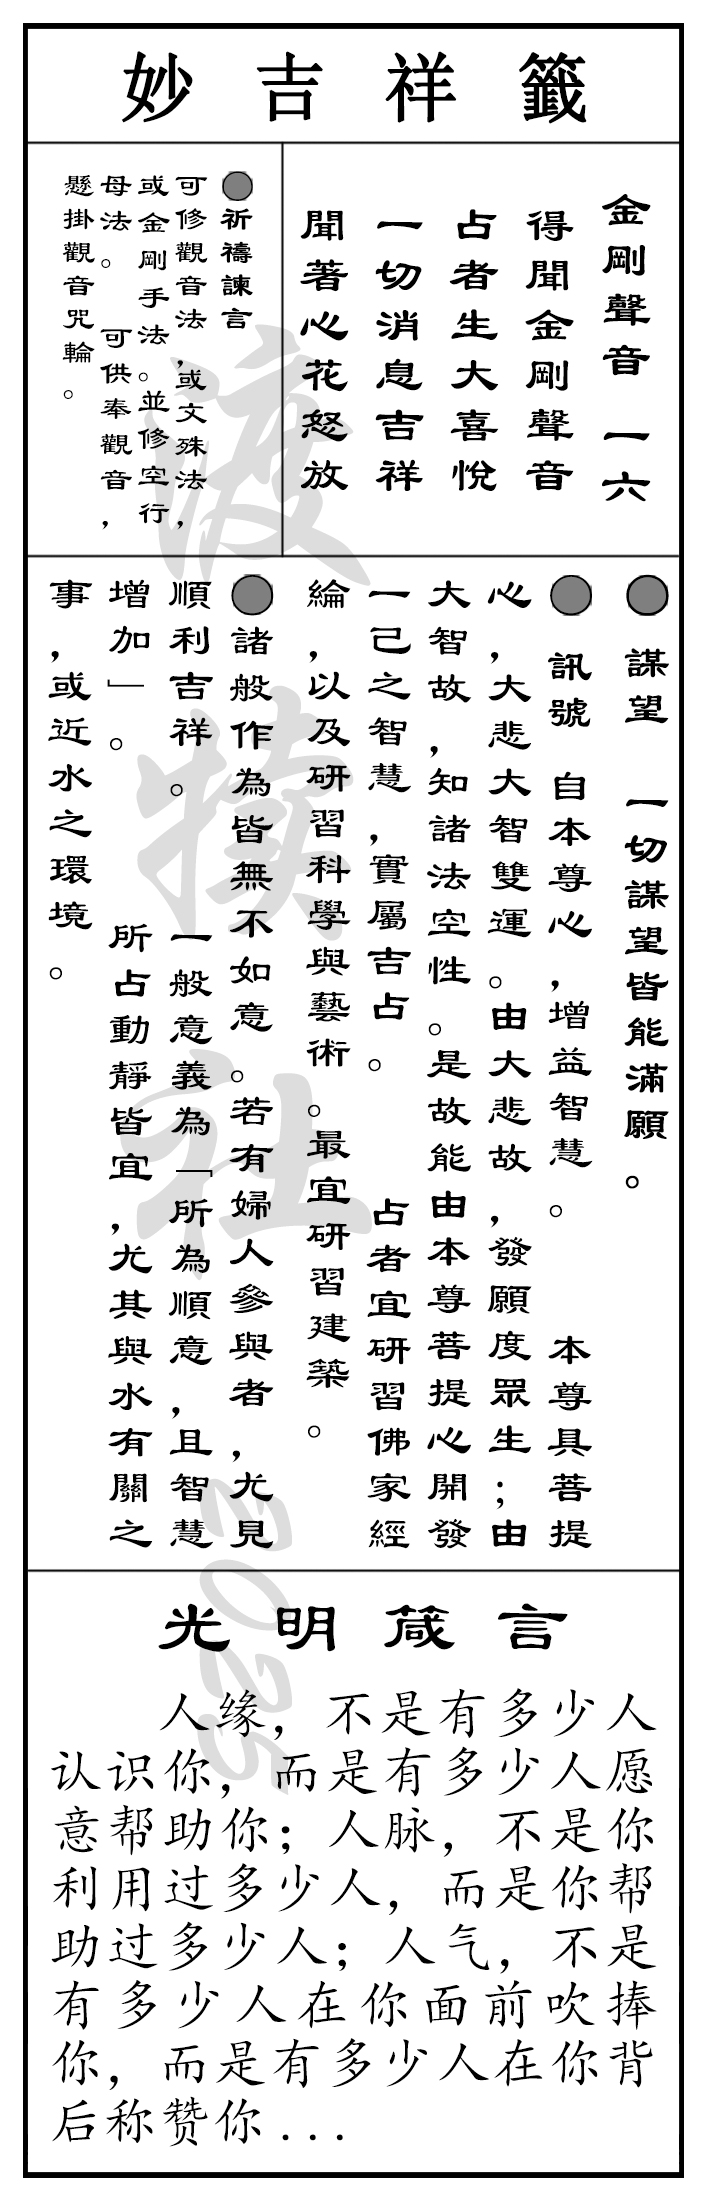 妙吉祥籤
金剛聲音 一六
得聞金剛聲音
占者生大喜悅
一切消息吉祥
聞著心花怒放
●祈禱諫言
可修觀音法，或文殊法，
或金剛手法。並修空行
母法。 可供奉觀音，
懸掛觀音咒輪。
● 謀望 一切謀望皆能滿願。
● 訊號 自本尊心，增益智慧。 本尊具菩提
心，大悲大智雙運。由大悲故，發願度眾生；由
大智故，知諸法空性。是故能由本尊菩提心開發
一己之智慧，實屬吉占。 占者宜研習佛家經
綸，以及研習科學與藝術。最宜研習建築。
●諸般作為皆無不如意。若有婦人參與者，尤見
順利吉祥。 一般意義為「所為順意，且智慧
增加」。 所占動靜皆宜，尤其與水有關之
事，或近水之環境。
光明箴言
人缘，不是有多少人
认识你，而是有多少人愿
意帮助你；人脉，不是你
利用过多少人，而是你帮
助过多少人；人气，不是
有多少人在你面前吹捧
你，而是有多少人在你背
后称赞你...
渡犊社
2025